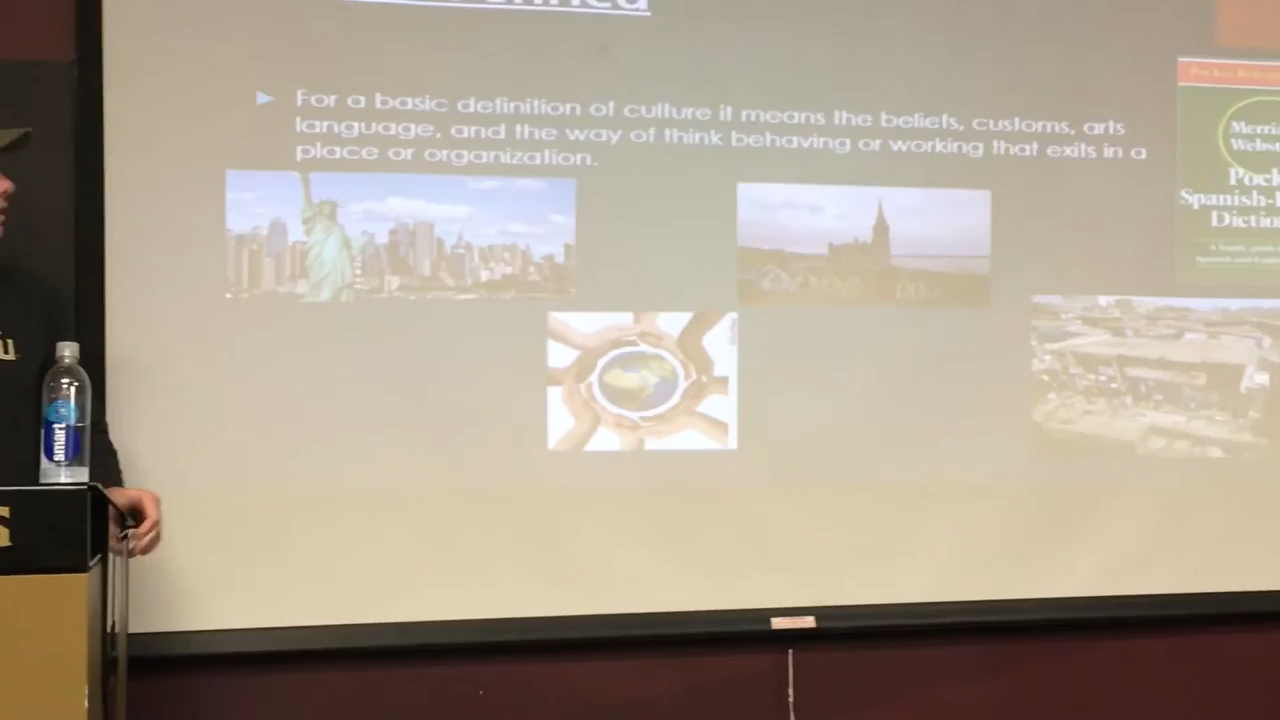 For a basic definition of culture it means the beliefs, customs, arts
language, and the way of think behaving or working that exits in a
place or organization.
Merri
Webst
Pock
Spanish-
Dictio
smart